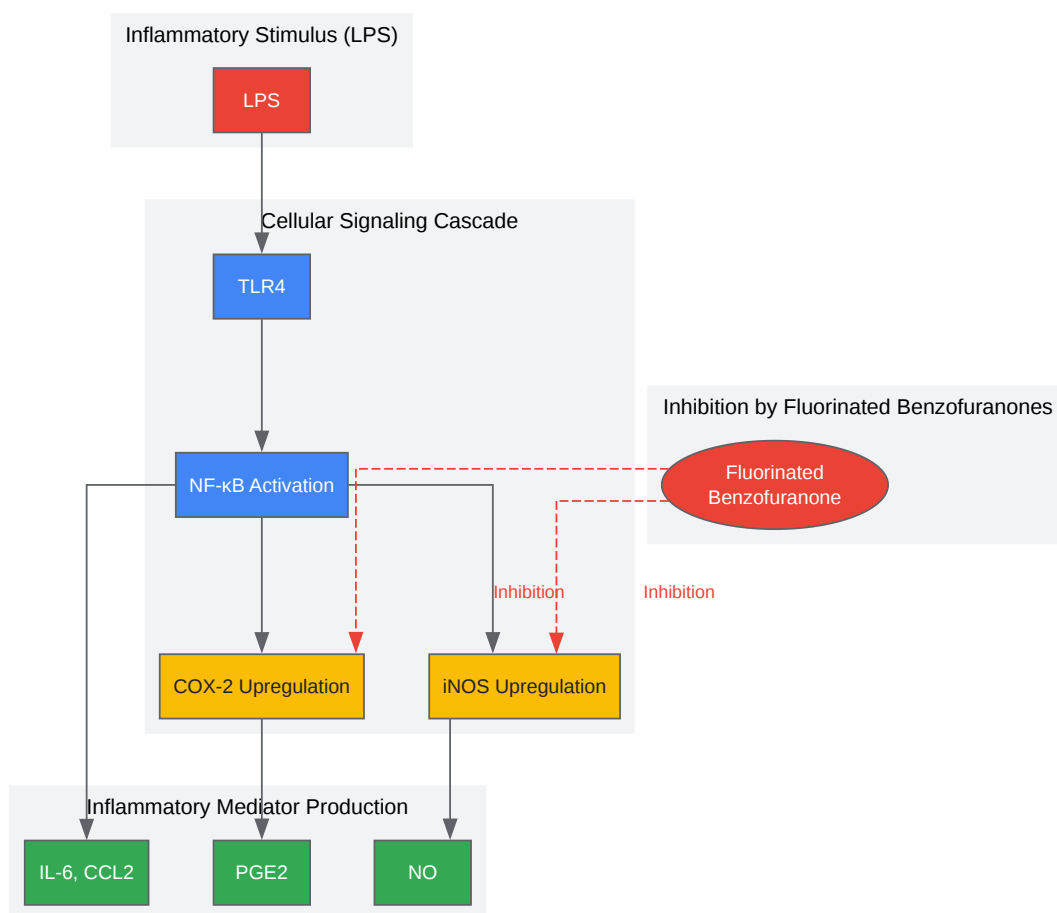 Inflammatory Stimulus (LPS)
LPS
Cellular Signaling Cascade
TLR4
Inhibition by Fluorinated Benzofuranones
Fluorinated
Benzofuranone
NF-κB Activation
Inhibition
Inhibition
COX-2 Upregulation
iNOS Upregulation
Inflammatory Mediator Production
IL-6, CCL2
PGE2
NO